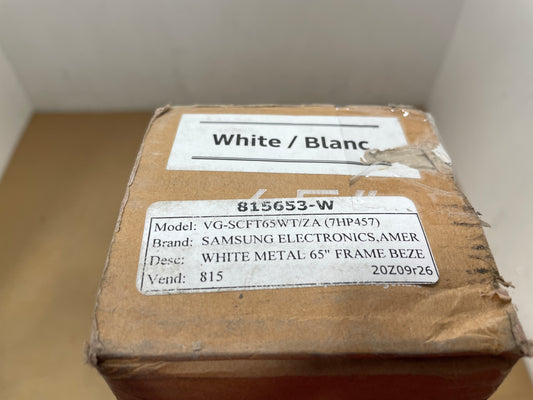 White / Blanc
65"
815653-W
Model: VG-SCFT65WT/ZA (7HP457)
Brand: SAMSUNG ELECTRONICS,AMER
Desc: WHITE METAL 65" FRAME BEZE
Vend: 815
20Z09r26